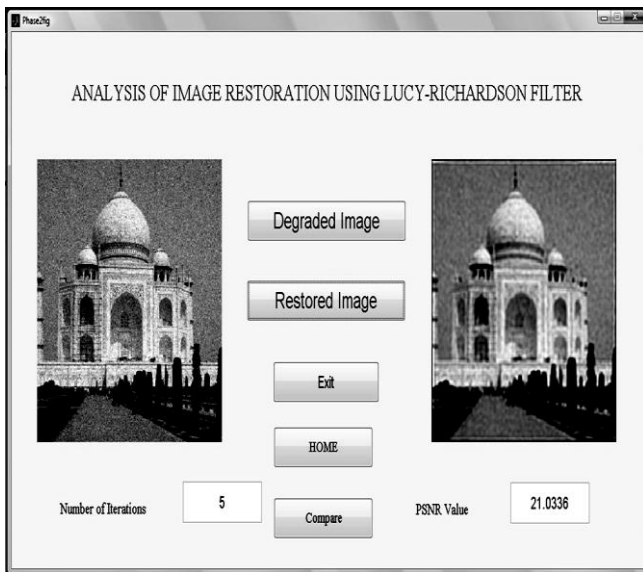 Phase2fig
ANALYSIS OF IMAGE RESTORATION USING LUCY-RICHARDSON FILTER
Degraded Image
Restored Image
Exit
HOME
Number of Iterations
5
Compare
PSNR Value
21.0336